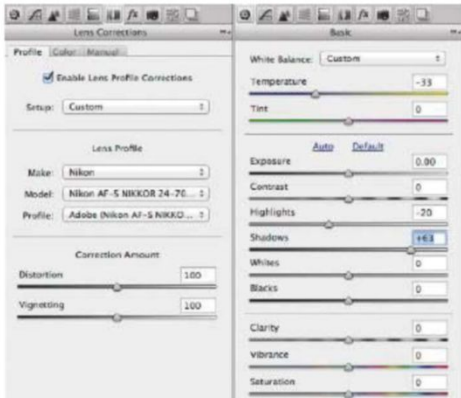 Lens Corrections
Profile Color Manual
Enable Lens Profile Corrections
Setup: Custom
Lens Profile
Make: Nikon
Model: Nikon AF-S NIKKOR 24-70...
Profile: Adobe (Nikon AF-S NIKKO...
Correction Amount
Distortion 100
Vignetting 100
Basic
White Balance: Custom
Temperature -33
Tint 0
Auto Default
Exposure 0.00
Contrast 0
Highlights -20
Shadows +63
Whites 0
Blacks 0
Clarity 0
Vibrance 0
Saturation 0